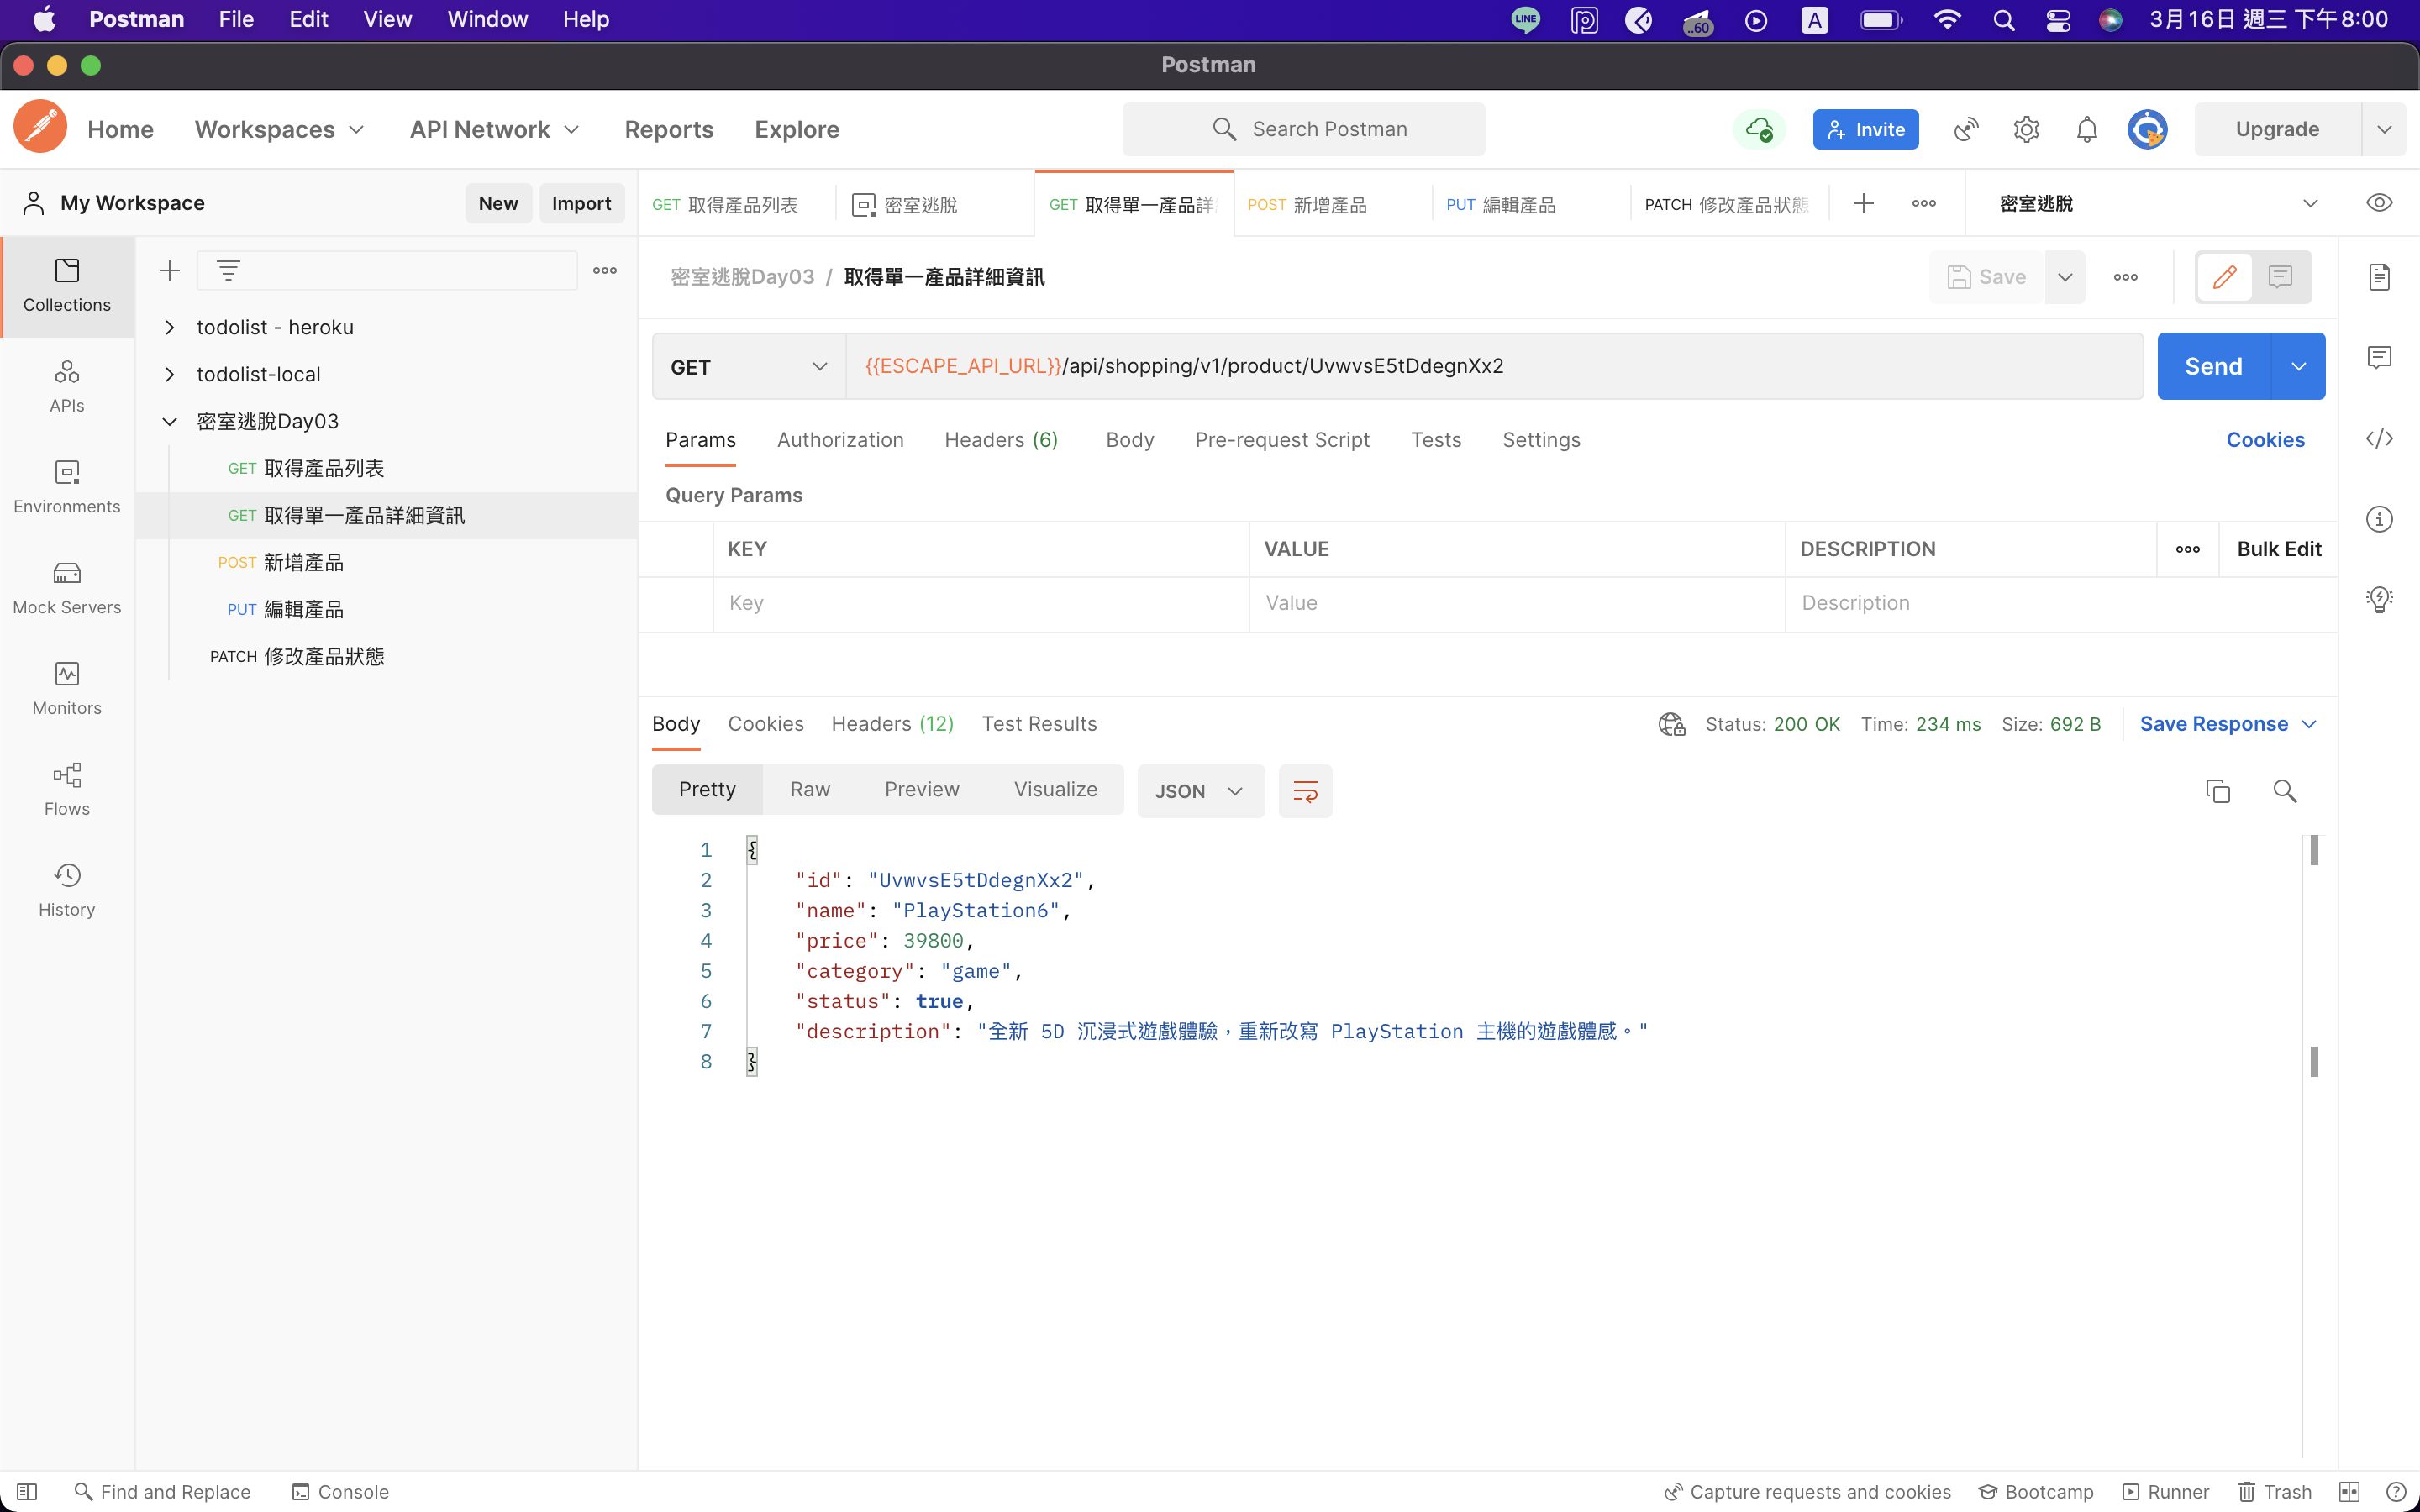 Postman File Edit View Window Help LINE ..60 A 3月16日 週三 下午8:00
Postman
Home Workspaces API Network Reports Explore Search Postman Invite Upgrade
My Workspace New Import
GET 取得產品列表 密室逃脫 GET 取得單一產品詳 POST 新增產品 PUT 編輯產品 PATCH 修改產品狀態 密室逃脫
Collections
APIs
Environments
Mock Servers
Monitors
Flows
History
todolist - heroku
todolist-local
密室逃脫Day03
GET 取得產品列表
GET 取得單一產品詳細資訊
POST 新增產品
PUT 編輯產品
PATCH 修改產品狀態
密室逃脫Day03 / 取得單一產品詳細資訊 Save
GET {{ESCAPE_API_URL}}/api/shopping/v1/product/UvwvsE5tDdegnXx2 Send
Params Authorization Headers (6) Body Pre-request Script Tests Settings Cookies
Query Params
KEY VALUE DESCRIPTION Bulk Edit
Key Value Description
Body Cookies Headers (12) Test Results Status: 200 OK Time: 234 ms Size: 692 B Save Response
Pretty Raw Preview Visualize JSON
1 {
2 "id": "UvwvsE5tDdegnXx2",
3 "name": "PlayStation6",
4 "price": 39800,
5 "category": "game",
6 "status": true,
7 "description": "全新 5D 沉浸式遊戲體驗，重新改寫 PlayStation 主機的遊戲體感。"
8 }
Find and Replace Console Capture requests and cookies Bootcamp Runner Trash